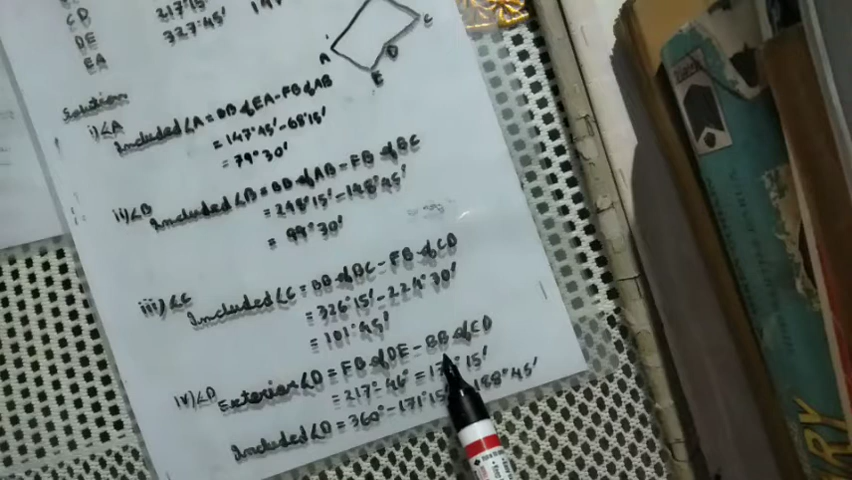 CD 217°15'
DE 327°45'
EA
A
C
D
E
Solution
i) ∠A
Included ∠A = BB of EA - FB of AB
= 147°45' - 68°15'
= 79°30'
ii) ∠B
Included ∠B = BB of AB - FB of BC
= 248°15' - 148°45'
= 99°30'
iii) ∠C
Included ∠C = BB of BC - FB of CD
= 326°15' - 224°30'
= 101°45'
iv) ∠D
Exterior ∠D = FB of DE - BB of CD
= 217° - 46° = 15'
Included ∠D = 360° - 171°15' 188°45'